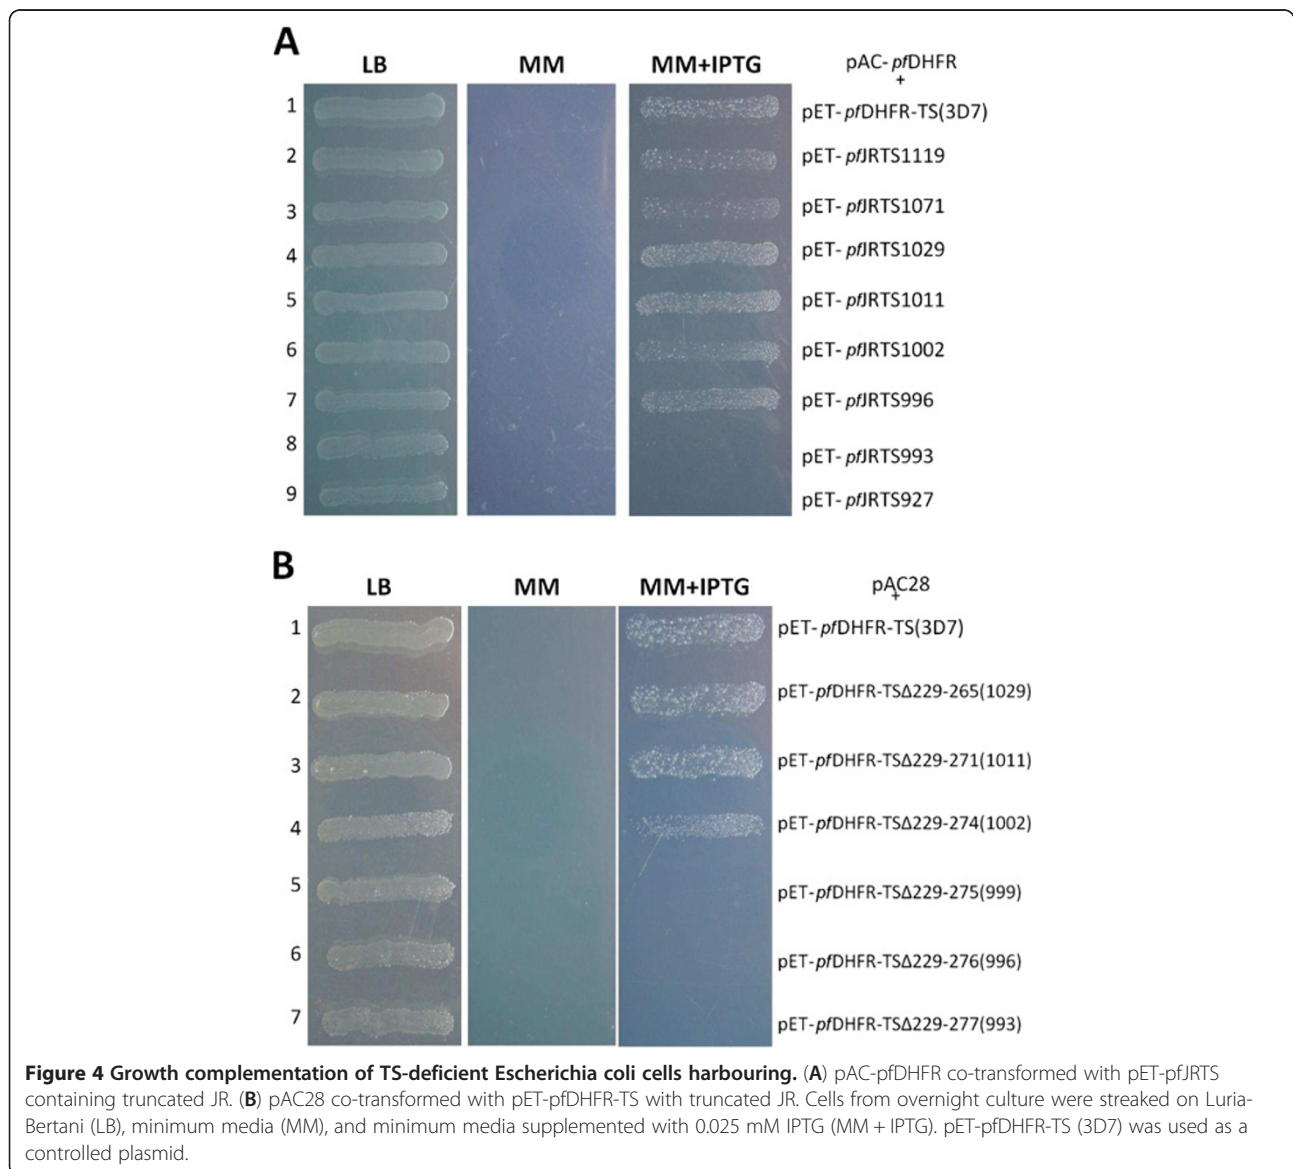 A
LB MM MM+IPTG pAC-pfDHFR
+
1 pET-pfDHFR-TS(3D7)
2 pET-pfJRTS1119
3 pET-pfJRTS1071
4 pET-pfJRTS1029
5 pET-pfJRTS1011
6 pET-pfJRTS1002
7 pET-pfJRTS996
8 pET-pfJRTS993
9 pET-pfJRTS927
B
LB MM MM+IPTG pAC28
+
1 pET-pfDHFR-TS(3D7)
2 pET-pfDHFR-TSΔ229-265(1029)
3 pET-pfDHFR-TSΔ229-271(1011)
4 pET-pfDHFR-TSΔ229-274(1002)
5 pET-pfDHFR-TSΔ229-275(999)
6 pET-pfDHFR-TSΔ229-276(996)
7 pET-pfDHFR-TSΔ229-277(993)
Figure 4 Growth complementation of TS-deficient Escherichia coli cells harbouring. (A) pAC-pfDHFR co-transformed with pET-pfJRTS
containing truncated JR. (B) pAC28 co-transformed with pET-pfDHFR-TS with truncated JR. Cells from overnight culture were streaked on Luria-
Bertani (LB), minimum media (MM), and minimum media supplemented with 0.025 mM IPTG (MM + IPTG). pET-pfDHFR-TS (3D7) was used as a
controlled plasmid.